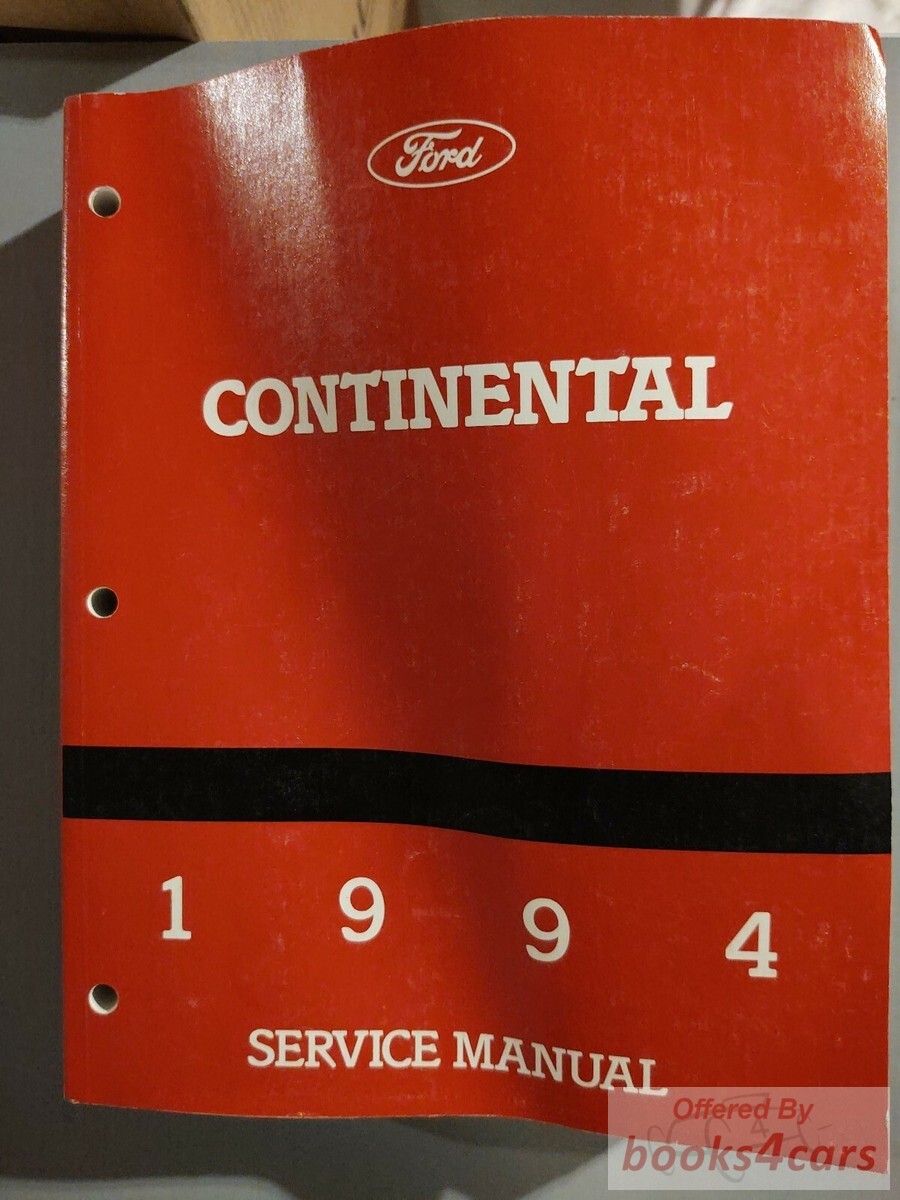 Ford
CONTINENTAL
1 9 9 4
SERVICE MANUAL
Offered By
books4cars